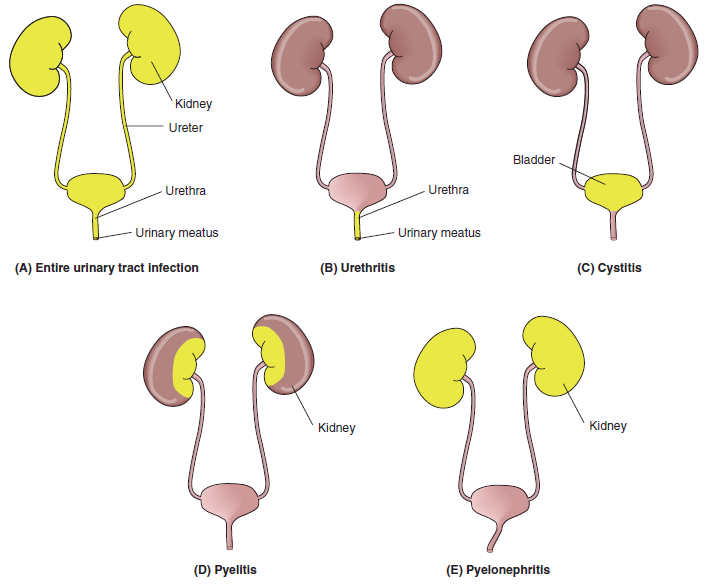 Kidney
Ureter
Urethra
Urinary meatus
(A) Entire urinary tract infection
Urethra
Urinary meatus
(B) Urethritis
Bladder
(C) Cystitis
Kidney
(D) Pyelitis
Kidney
(E) Pyelonephritis